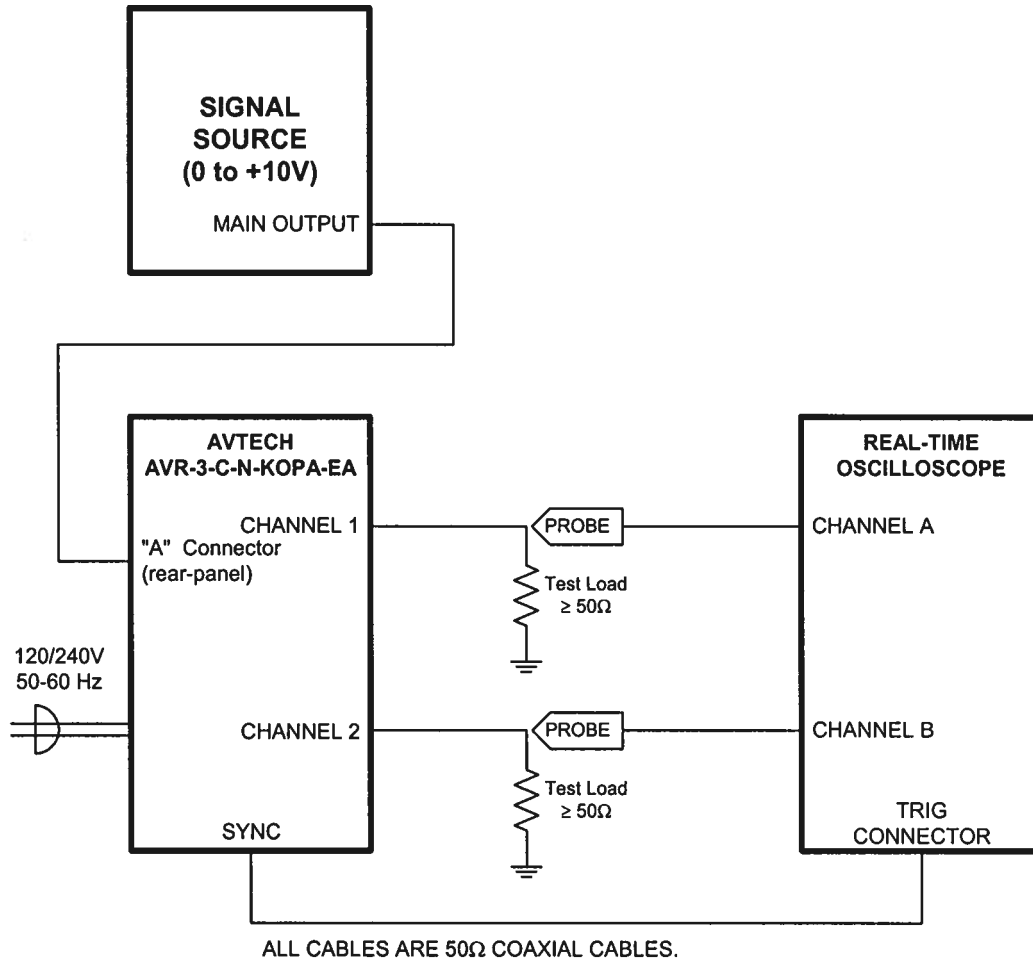 SIGNAL
SOURCE
(0 to +10V)
MAIN OUTPUT
AVTECH
AVR-3-C-N-KOPA-EA
CHANNEL 1
"A" Connector
(rear-panel)
120/240V
50-60 Hz
CHANNEL 2
SYNC
PROBE
Test Load
≥ 50Ω
PROBE
Test Load
≥ 50Ω
REAL-TIME
OSCILLOSCOPE
CHANNEL A
CHANNEL B
TRIG
CONNECTOR
ALL CABLES ARE 50Ω COAXIAL CABLES.